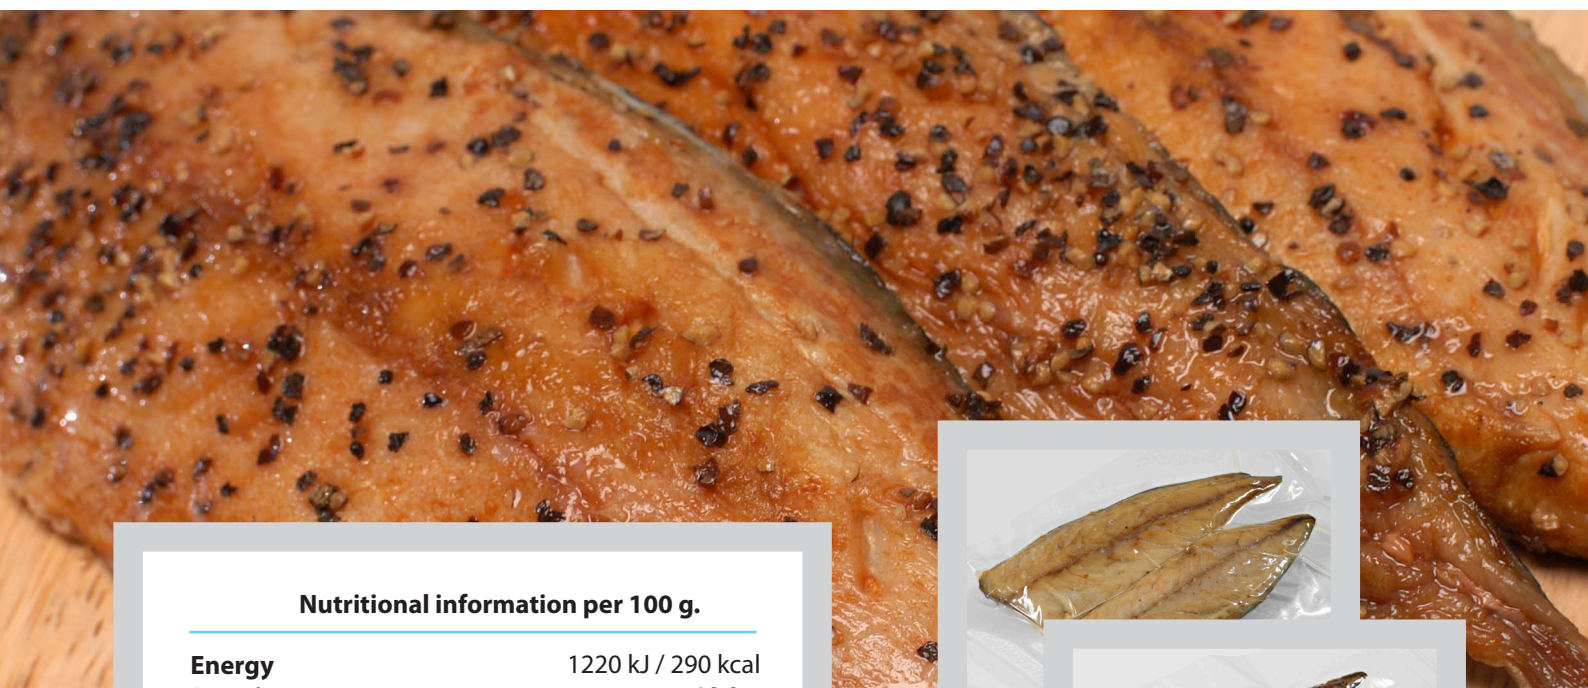 Nutritional information per 100 g.
Energy 1220 kJ / 290 kcal